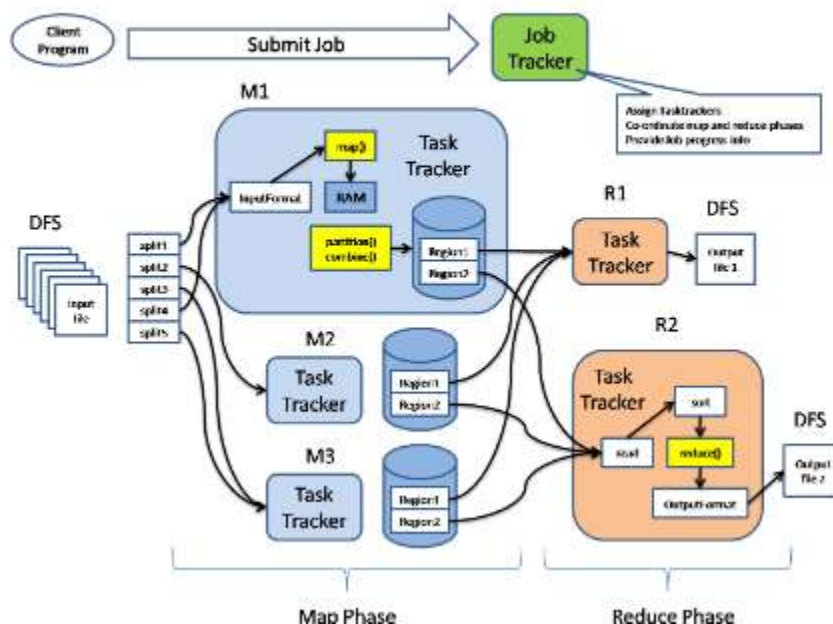 Client
Program
Submit Job
Job
Tracker
Assign Tasktrackers
Co-ordinate map and reduce phases
Provide Job progress info
M1
Task
Tracker
map()
InputFormat
RAM
partition()
combine()
Region1
Region2
DFS
Input
file
split1
split2
split3
split4
split5
R1
Task
Tracker
DFS
Output
file 1
M2
Task
Tracker
Region1
Region2
M3
Task
Tracker
Region1
Region2
R2
Task
Tracker
sort
read
reduce()
OutputFormat
DFS
Output
file 2
Map Phase
Reduce Phase